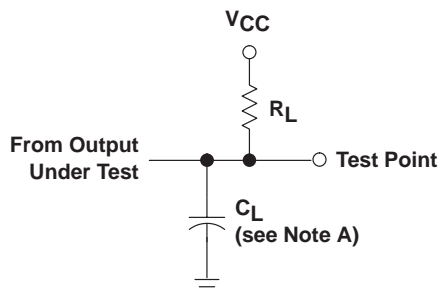 VCC
RL
From Output
Under Test
Test Point
CL
(see Note A)